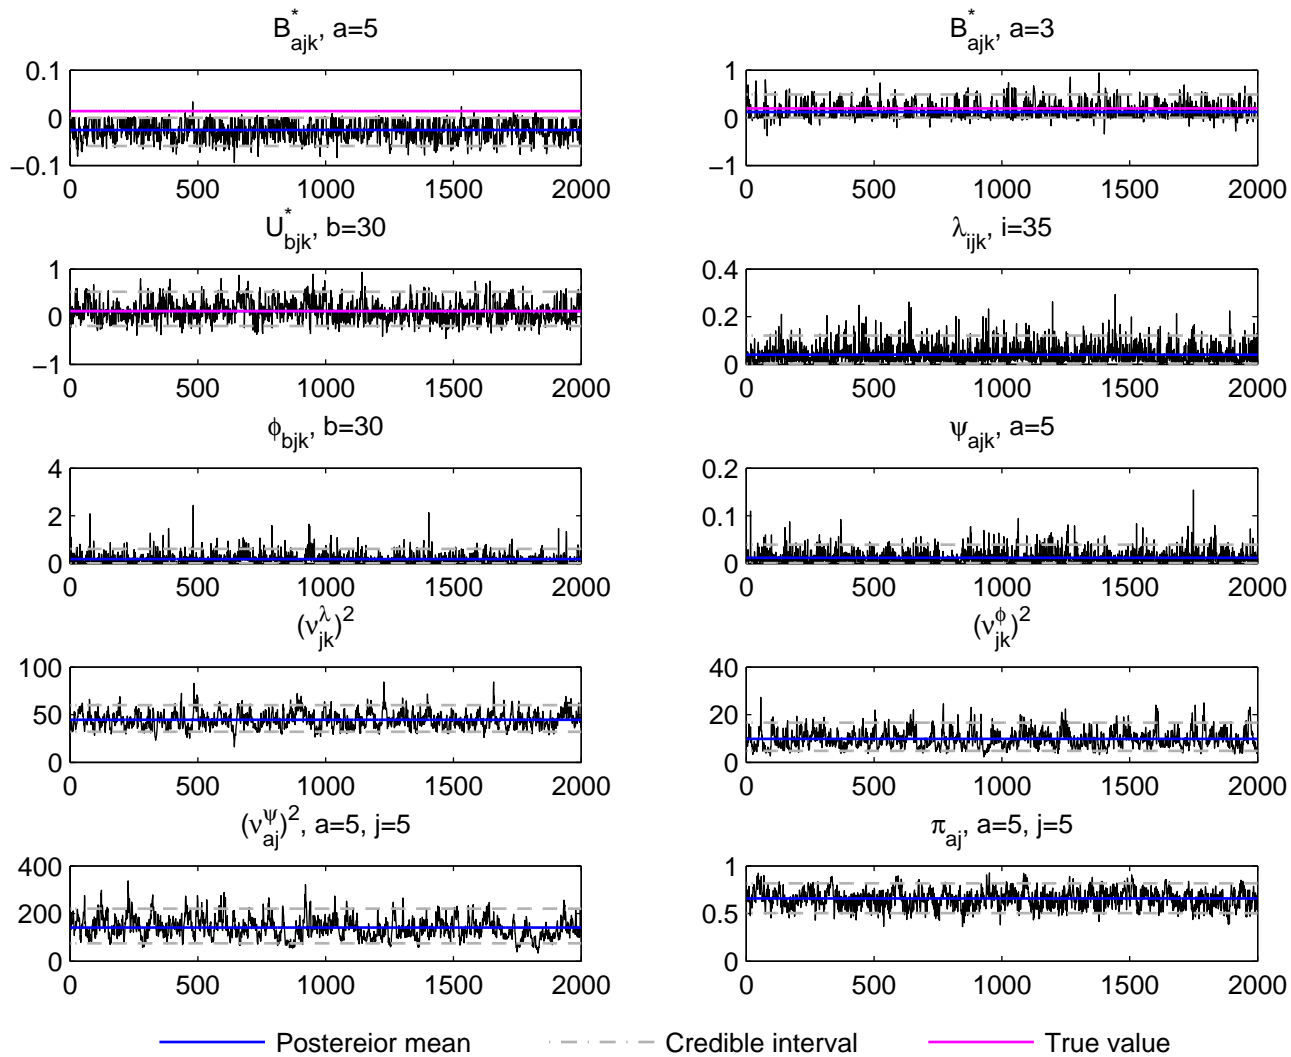 B*ajk, a=5
B*ajk, a=3
0.1
0
−0.1
0 500 1000 1500 2000
1
0
−1
0 500 1000 1500 2000
U*bjk, b=30
λijk, i=35
1
0
−1
0 500 1000 1500 2000
0.4
0.2
0
0 500 1000 1500 2000
ϕbjk, b=30
ψajk, a=5
4
2
0
0 500 1000 1500 2000
0.2
0.1
0
0 500 1000 1500 2000
(νλjk)2
(νϕjk)2
100
50
0
0 500 1000 1500 2000
40
20
0
0 500 1000 1500 2000
(νψaj)2, a=5, j=5
πaj, a=5, j=5
400
200
0
0 500 1000 1500 2000
1
0.5
0
0 500 1000 1500 2000
Postereior mean Credible interval True value